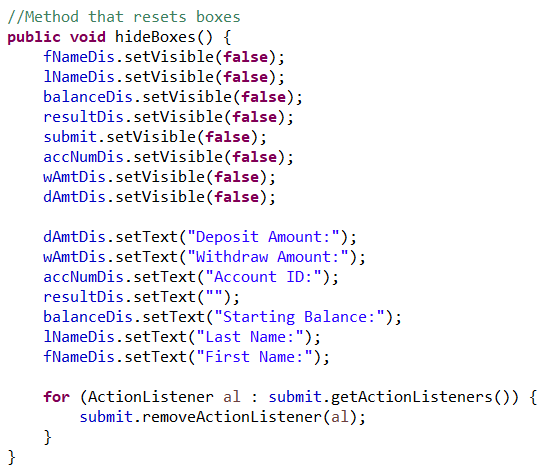 //Method that resets boxes
public void hideBoxes() {
    fNameDis.setVisible(false);
    lNameDis.setVisible(false);
    balanceDis.setVisible(false);
    resultDis.setVisible(false);
    submit.setVisible(false);
    accNumDis.setVisible(false);
    wAmtDis.setVisible(false);
    dAmtDis.setVisible(false);

    dAmtDis.setText("Deposit Amount:");
    wAmtDis.setText("Withdraw Amount:");
    accNumDis.setText("Account ID:");
    resultDis.setText("");
    balanceDis.setText("Starting Balance:");
    lNameDis.setText("Last Name:");
    fNameDis.setText("First Name:");

    for (ActionListener al : submit.getActionListeners()) {
        submit.removeActionListener(al);
    }
}